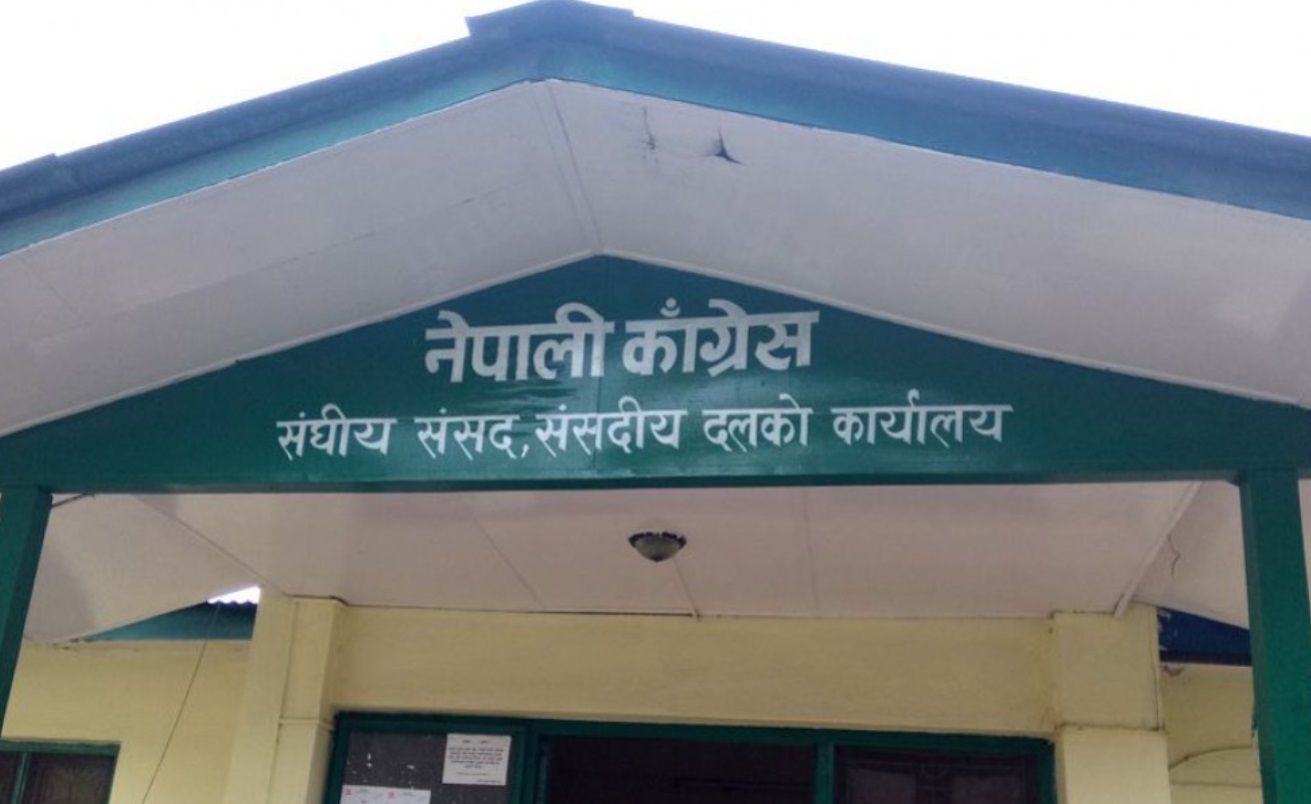 नेपाली काँग्रेस
संघीय संसद, संसदीय दलको कार्यालय